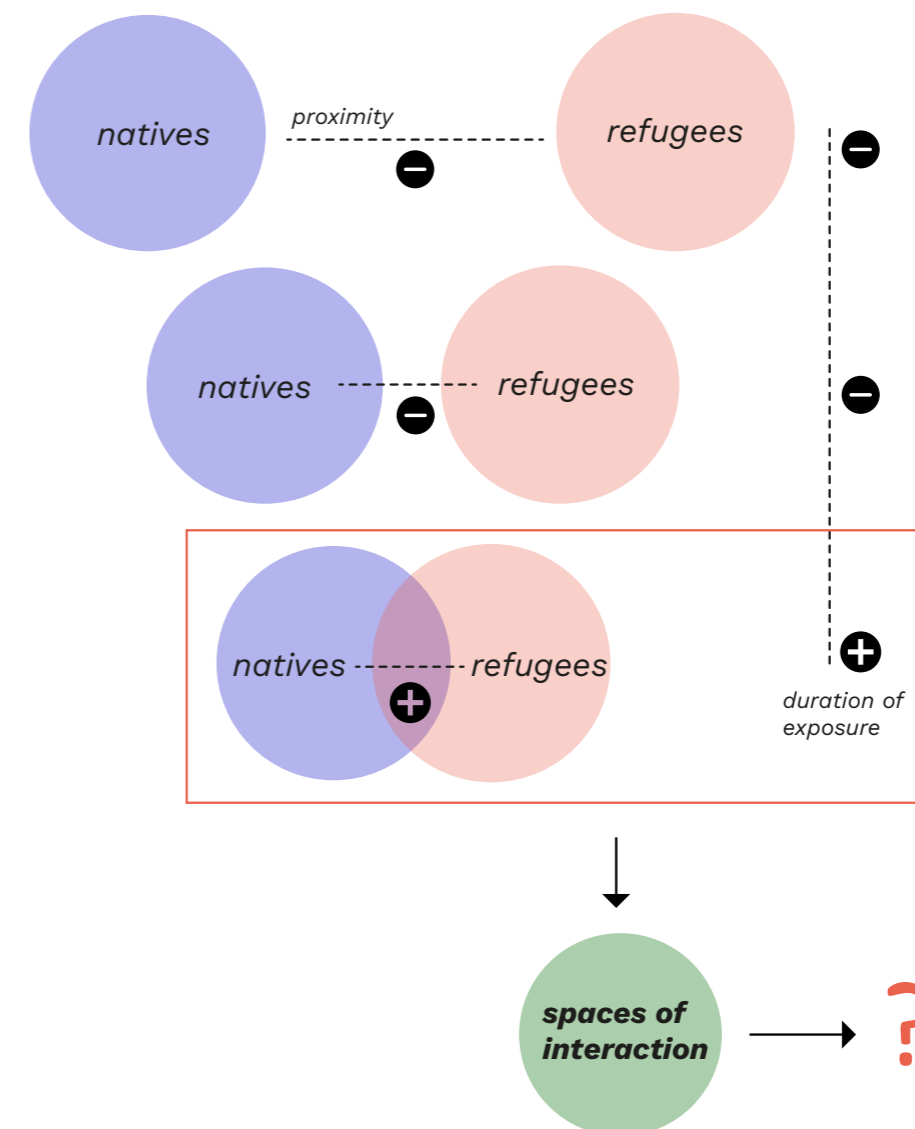 natives
proximity
refugees
natives
refugees
natives
refugees
duration of
exposure
spaces of
interaction